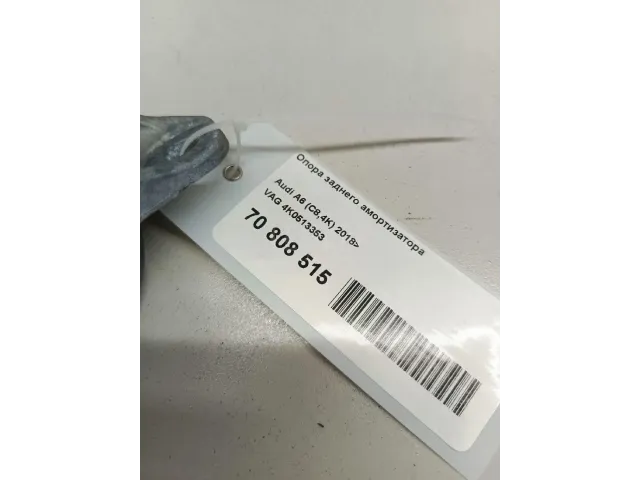 Опора заднего амортизатора
Audi A6 (C8,4K) 2018>
VAG 4K0513353
70 808 515